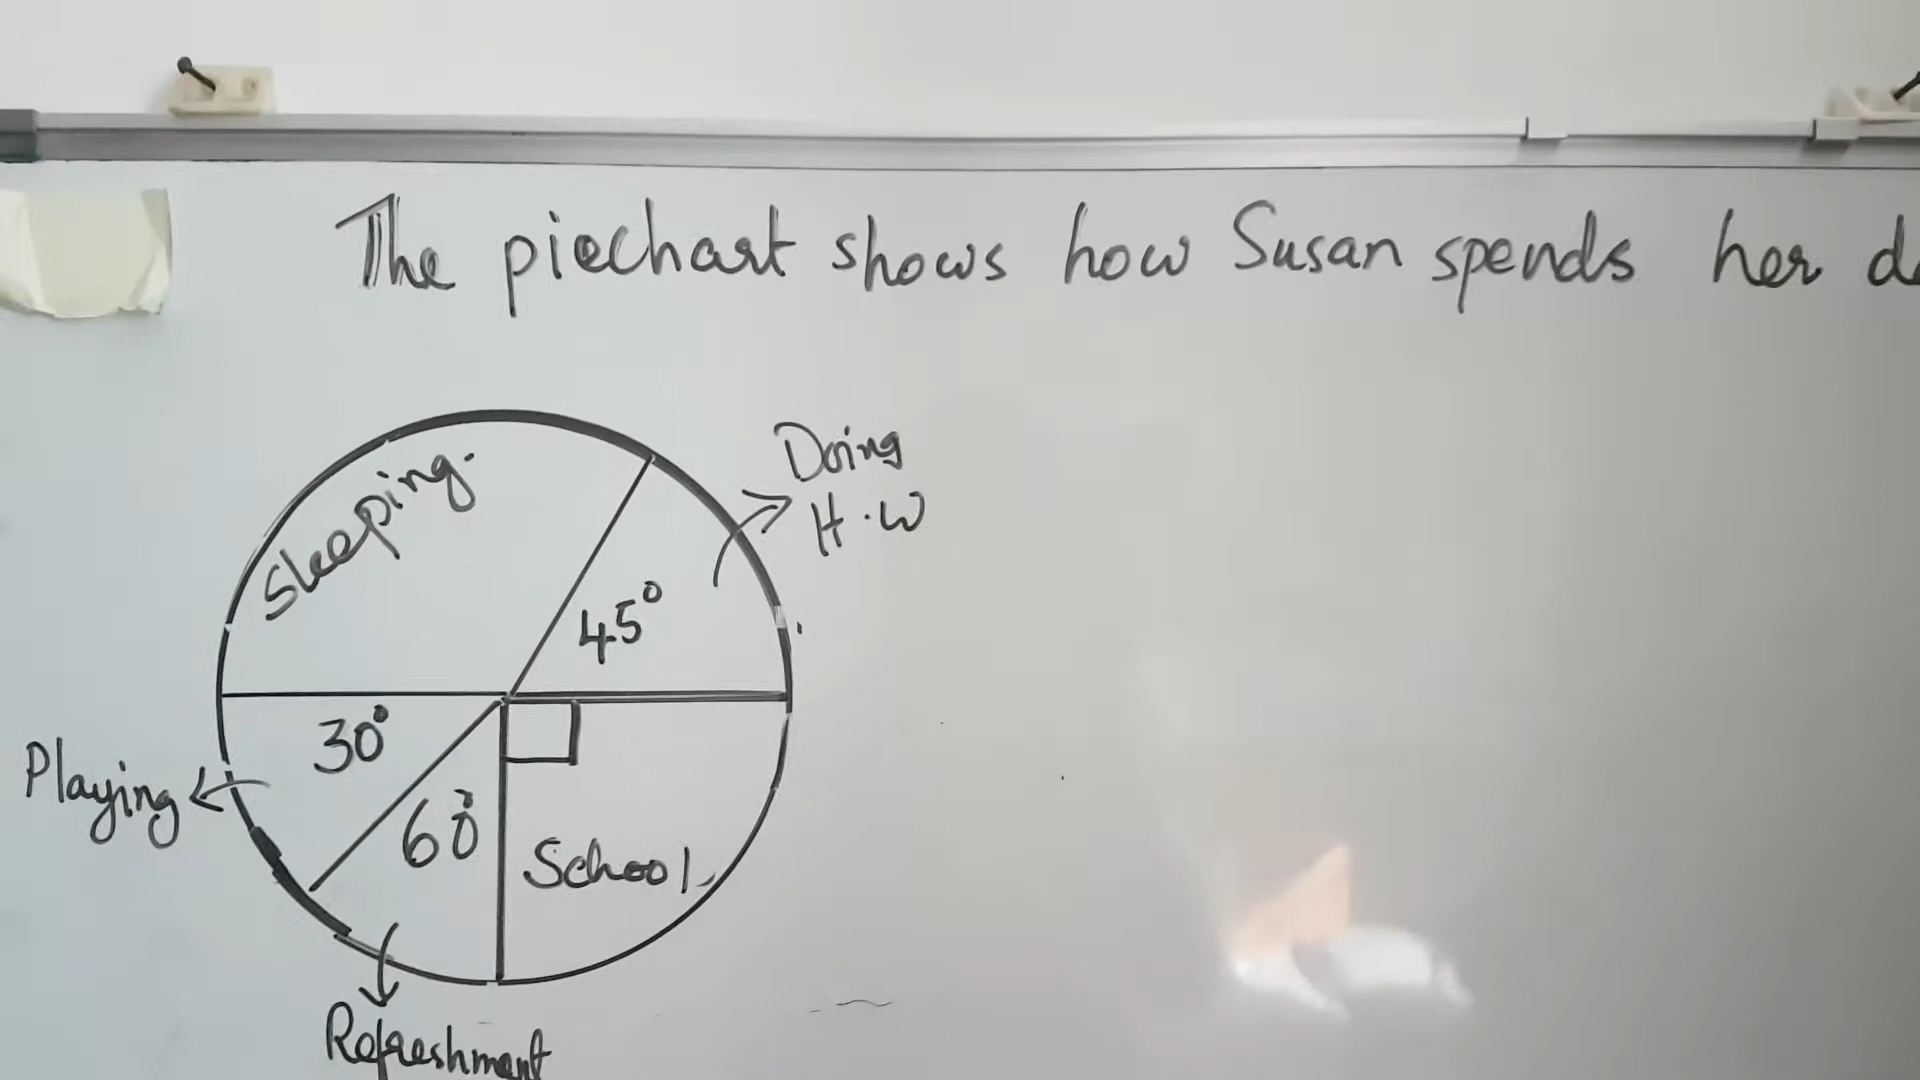 The piechart shows how Susan spends her
Doing
H.W
Sleeping.
45°
30°
Playing
60°
School
Refreshment